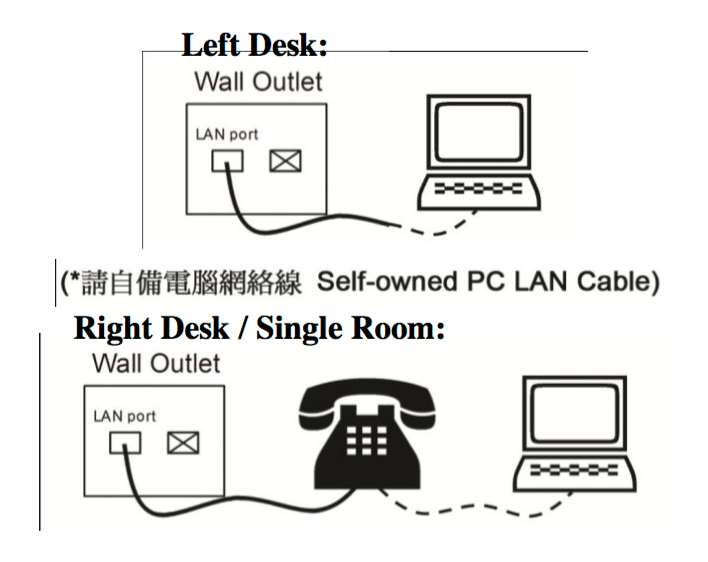 Left Desk:
Wall Outlet
LAN port
(*請自備電腦網絡線 Self-owned PC LAN Cable)
Right Desk / Single Room:
Wall Outlet
LAN port